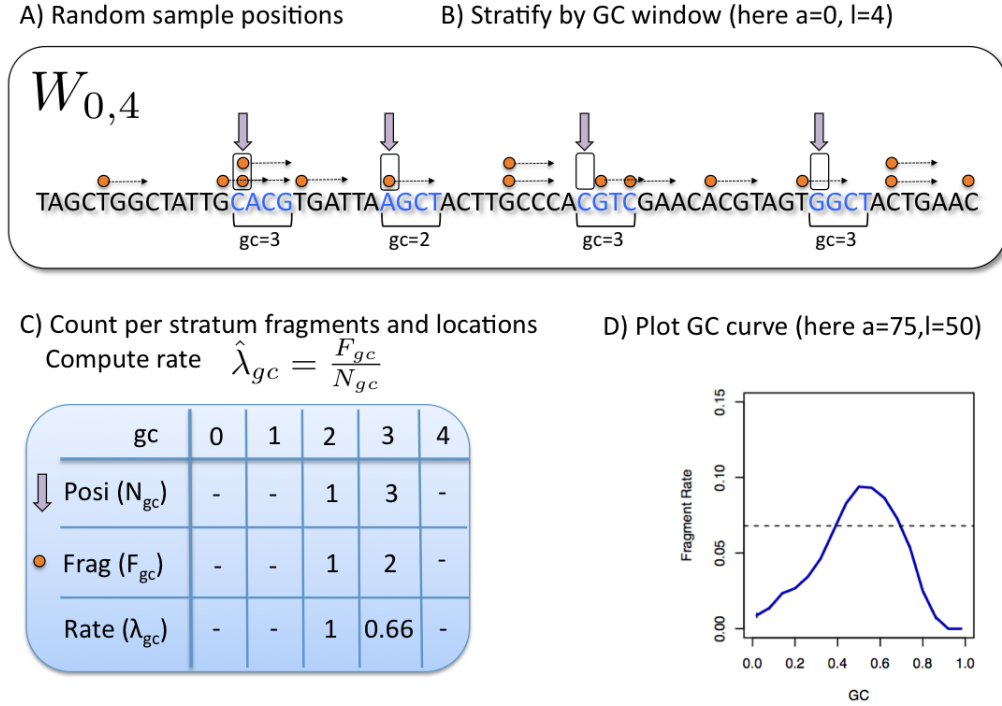 A) Random sample positions
B) Stratify by GC window (here a=0, l=4)
W0,4
TAGCTGGCTATTGCACGTGATTAAGCTACTTGCCCACGTCGAACACGTAGTGGCTACTGAAC
gc=3 gc=2 gc=3 gc=3
C) Count per stratum fragments and locations
Compute rate λ̂gc = Fgc / Ngc
gc 0 1 2 3 4
Posi (Ngc) - - 1 3 -
Frag (Fgc) - - 1 2 -
Rate (λgc) - - 1 0.66 -
D) Plot GC curve (here a=75,l=50)
Fragment Rate
0.15
0.10
0.05
0.00
0.0 0.2 0.4 0.6 0.8 1.0
GC